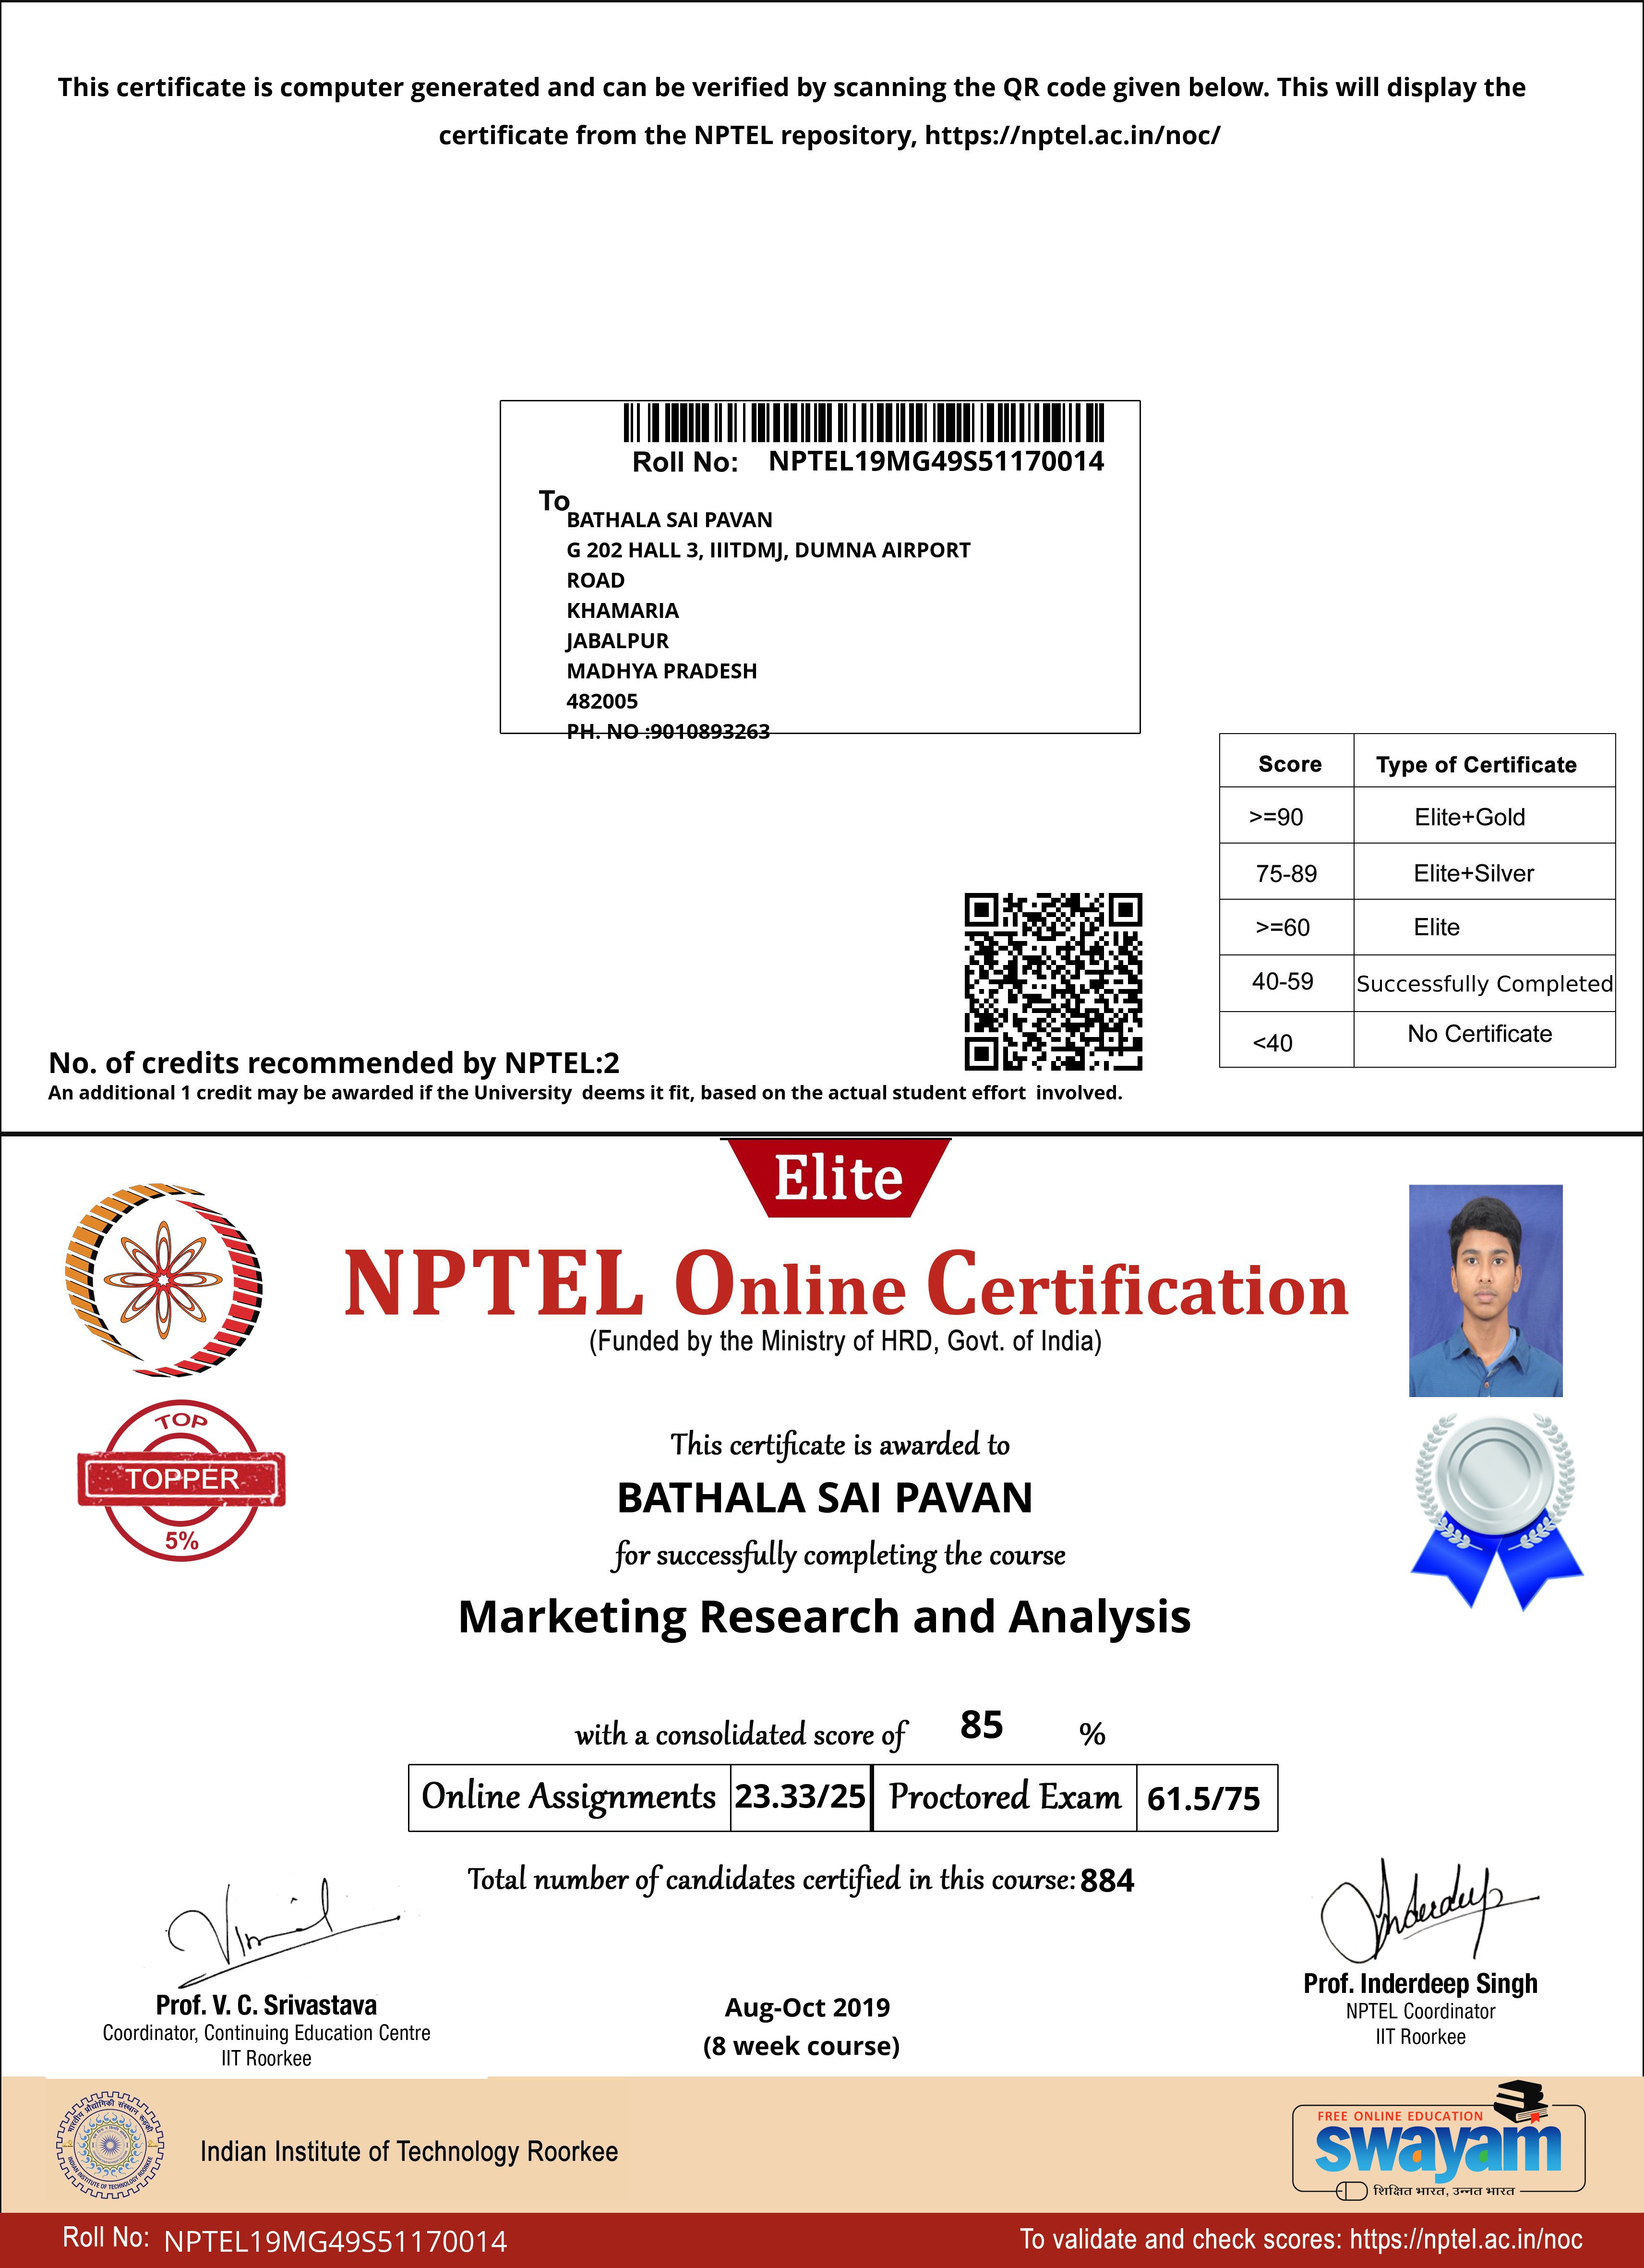 This certificate is computer generated and can be verified by scanning the QR code given below. This will display the
certificate from the NPTEL repository, https://nptel.ac.in/noc/
Roll No: NPTEL19MG49S51170014
To
BATHALA SAI PAVAN
G 202 HALL 3, IIITDMJ, DUMNA AIRPORT
ROAD
KHAMARIA
JABALPUR
MADHYA PRADESH
482005
PH. NO :9010893263
Score Type of Certificate
>=90 Elite+Gold
75-89 Elite+Silver
>=60 Elite
40-59 Successfully Completed
<40 No Certificate
No. of credits recommended by NPTEL:2
An additional 1 credit may be awarded if the University deems it fit, based on the actual student effort involved.
Elite
NPTEL Online Certification
(Funded by the Ministry of HRD, Govt. of India)
TOP
TOPPER
5%
This certificate is awarded to
BATHALA SAI PAVAN
for successfully completing the course
Marketing Research and Analysis
with a consolidated score of 85 %
Online Assignments 23.33/25 Proctored Exam 61.5/75
Total number of candidates certified in this course: 884
Prof. V. C. Srivastava
Coordinator, Continuing Education Centre
IIT Roorkee
Aug-Oct 2019
(8 week course)
Inderdeep
Prof. Inderdeep Singh
NPTEL Coordinator
IIT Roorkee
भारतीय प्रौद्योगिकी संस्थान रुड़की
INDIAN INSTITUTE OF TECHNOLOGY ROORKEE
Indian Institute of Technology Roorkee
FREE ONLINE EDUCATION
swayam
शिक्षित भारत, उन्नत भारत
Roll No: NPTEL19MG49S51170014
To validate and check scores: https://nptel.ac.in/noc